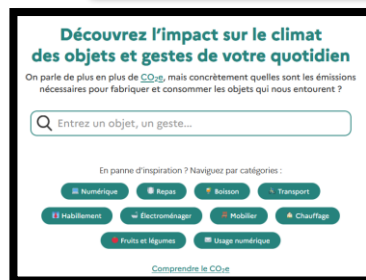 Découvrez l'impact sur le climat
des objets et gestes de votre quotidien
On parle de plus en plus de CO₂e, mais concrètement quelles sont les émissions
nécessaires pour fabriquer et consommer les objets qui nous entourent ?
Entrez un objet, un geste...
En panne d'inspiration ? Naviguez par catégories :
Numérique Repas Boisson Transport
Habillement Électroménager Mobilier Chauffage
Fruits et légumes Usage numérique
Comprendre le CO₂e